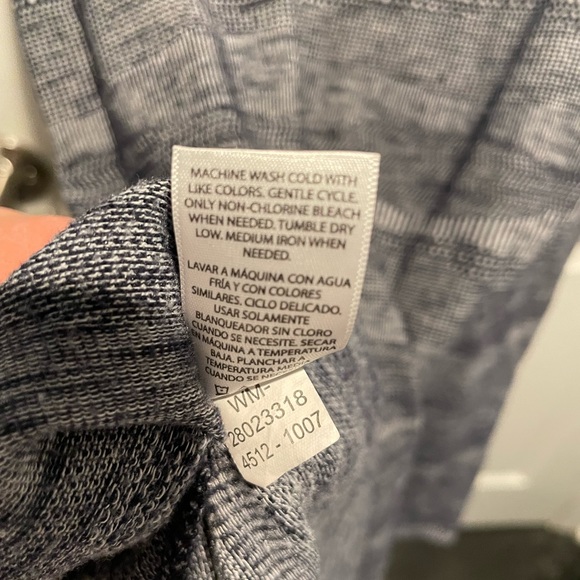 MACHINE WASH COLD WITH
LIKE COLORS. GENTLE CYCLE.
ONLY NON-CHLORINE BLEACH
WHEN NEEDED. TUMBLE DRY
LOW. MEDIUM IRON WHEN
NEEDED.
LAVAR A MÁQUINA CON AGUA
FRÍA Y CON COLORES
SIMILARES. CICLO DELICADO.
USAR SOLAMENTE
BLANQUEADOR SIN CLORO
CUANDO SE NECESITE. SECAR
EN MÁQUINA A TEMPERATURA
BAJA. PLANCHAR A
TEMPERATURA
CUANDO SE
WM-
28023318
4512 - 1007